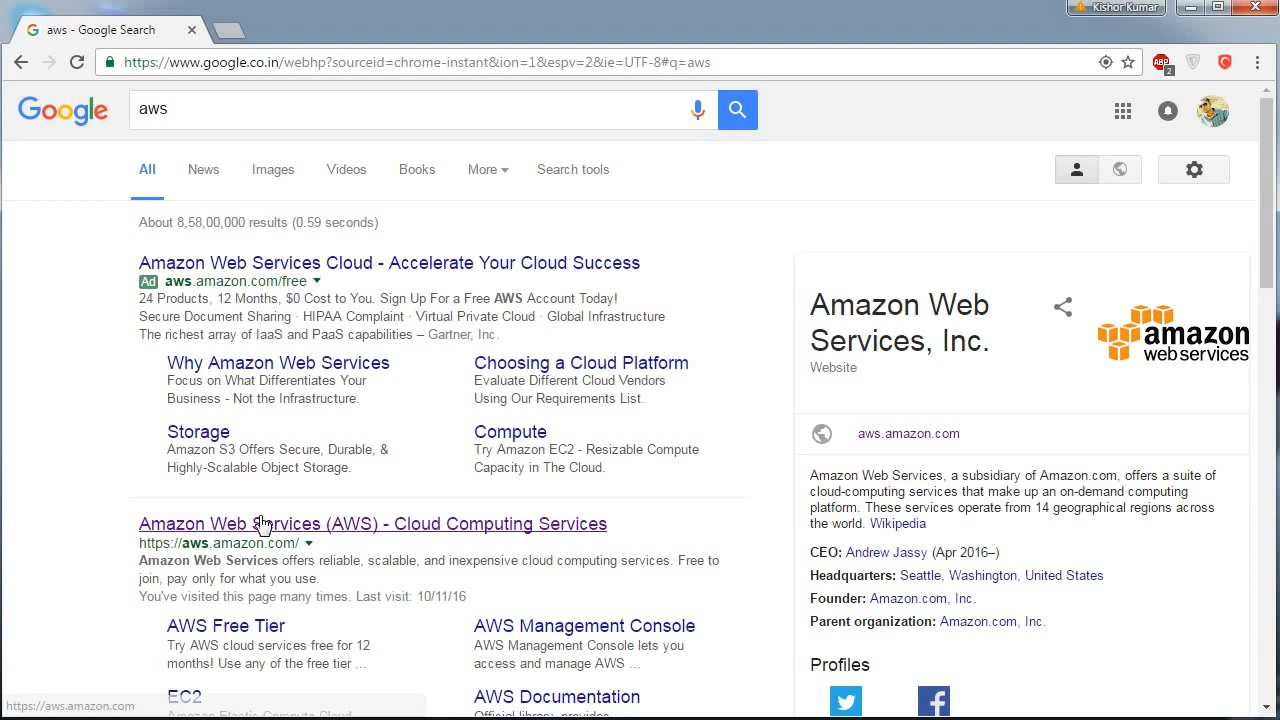 Kishor Kumar
aws - Google Search
https://www.google.co.in/webhp?sourceid=chrome-instant&ion=1&espv=2&ie=UTF-8#q=aws
ABP
2
Google
aws
All
News
Images
Videos
Books
More
Search tools
About 8,58,00,000 results (0.59 seconds)
Amazon Web Services Cloud - Accelerate Your Cloud Success
Ad aws.amazon.com/free
24 Products, 12 Months, $0 Cost to You. Sign Up For a Free AWS Account Today!
Secure Document Sharing · HIPAA Complaint · Virtual Private Cloud · Global Infrastructure
The richest array of IaaS and PaaS capabilities – Gartner, Inc.
Why Amazon Web Services
Focus on What Differentiates Your
Business - Not the Infrastructure.
Choosing a Cloud Platform
Evaluate Different Cloud Vendors
Using Our Requirements List.
Storage
Amazon S3 Offers Secure, Durable, &
Highly-Scalable Object Storage.
Compute
Try Amazon EC2 - Resizable Compute
Capacity in The Cloud.
Amazon Web Services (AWS) - Cloud Computing Services
https://aws.amazon.com/
Amazon Web Services offers reliable, scalable, and inexpensive cloud computing services. Free to
join, pay only for what you use.
You've visited this page many times. Last visit: 10/11/16
AWS Free Tier
Try AWS cloud services free for 12
months! Use any of the free tier ...
AWS Management Console
AWS Management Console lets you
access and manage AWS ...
EC2
Amazon Elastic Compute Cloud
AWS Documentation
Official library, provides
https://aws.amazon.com
Amazon Web
Services, Inc.
Website
amazon
web services
aws.amazon.com
Amazon Web Services, a subsidiary of Amazon.com, offers a suite of
cloud-computing services that make up an on-demand computing
platform. These services operate from 14 geographical regions across
the world. Wikipedia
CEO: Andrew Jassy (Apr 2016–)
Headquarters: Seattle, Washington, United States
Founder: Amazon.com, Inc.
Parent organization: Amazon.com, Inc.
Profiles